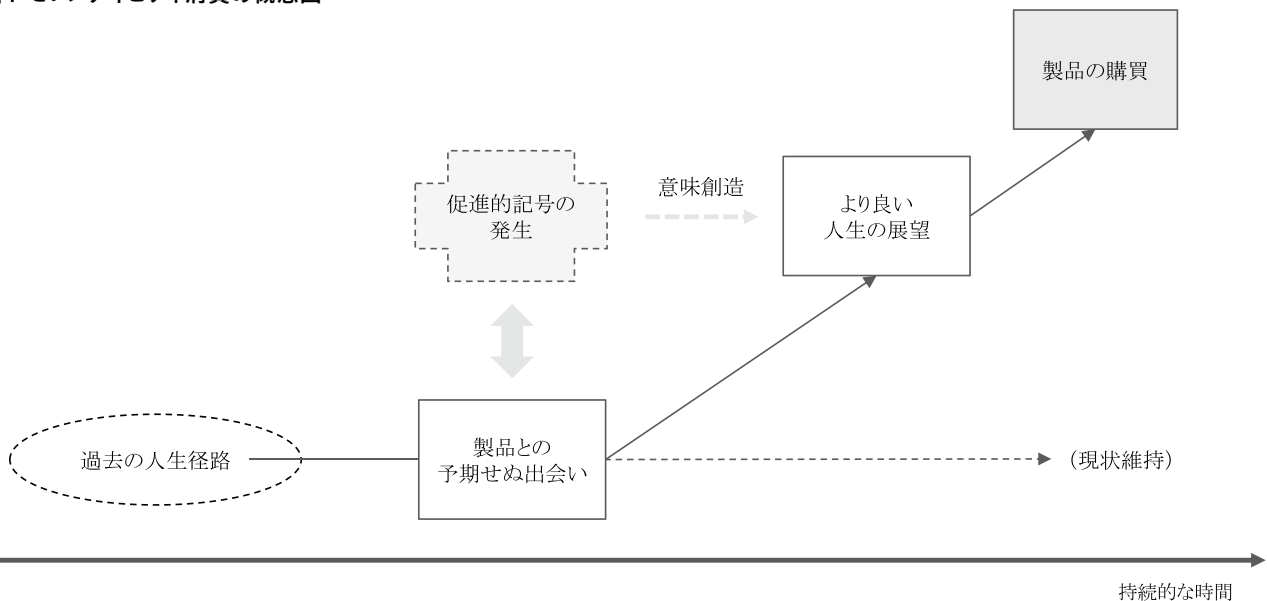 製品の購買
意味創造
促進的記号の
発生
より良い
人生の展望
製品との
予期せぬ出会い
過去の人生径路
（現状維持）
持続的な時間